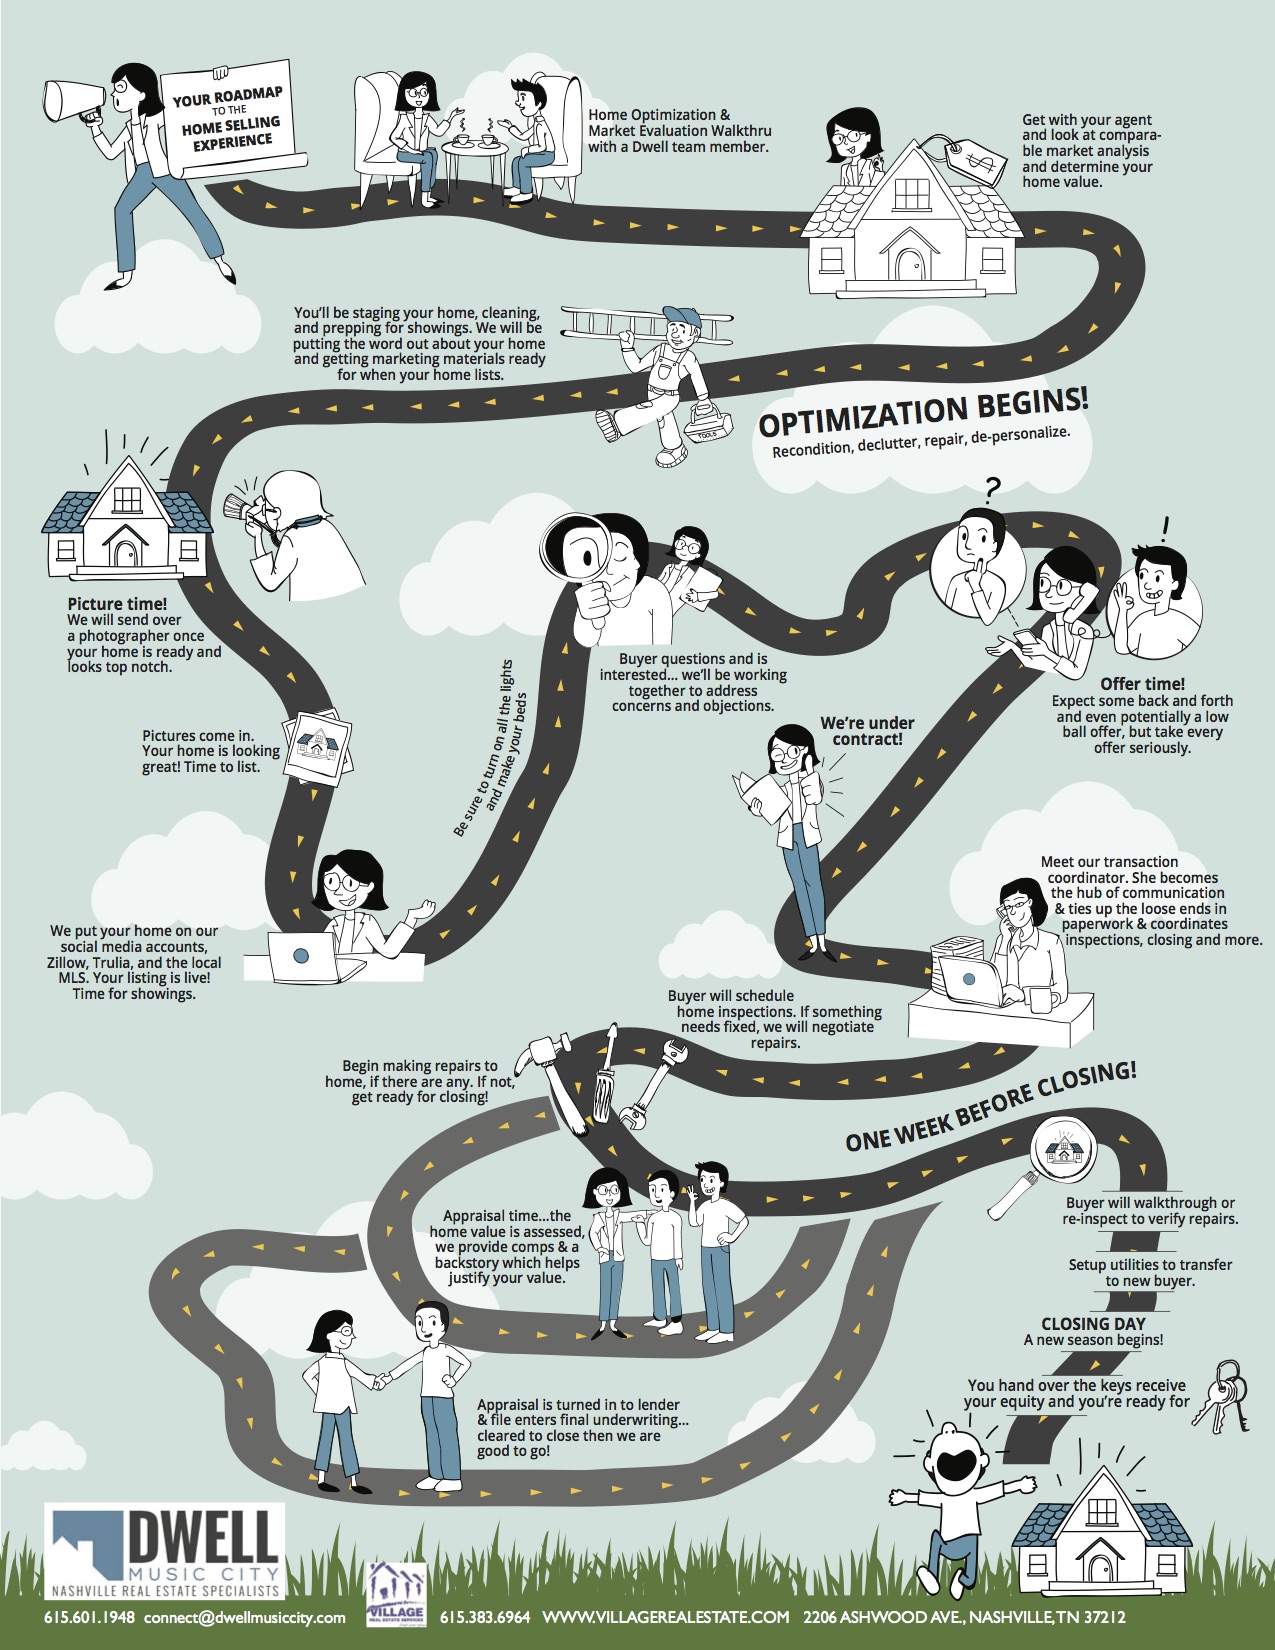 YOUR ROADMAP
TO THE
HOME SELLING
EXPERIENCE
Home Optimization &
Market Evaluation Walkthru
with a Dwell team member.
Get with your agent
and look at compara-
ble market analysis
and determine your
home value.
$
You'll be staging your home, cleaning,
and prepping for showings. We will be
putting the word out about your home
and getting marketing materials ready
for when your home lists.
TOOLS
OPTIMIZATION BEGINS!
Recondition, declutter, repair, de-personalize.
Picture time!
We will send over
a photographer once
your home is ready and
looks top notch.
Pictures come in.
Your home is looking
great! Time to list.
We put your home on our
social media accounts,
Zillow, Trulia, and the local
MLS. Your listing is live!
Time for showings.
Be sure to turn on all the lights
and make your beds
Buyer questions and is
interested... we'll be working
together to address
concerns and objections.
?
!
Offer time!
Expect some back and forth
and even potentially a low
ball offer, but take every
offer seriously.
We're under
contract!
Meet our transaction
coordinator. She becomes
the hub of communication
& ties up the loose ends in
paperwork & coordinates
inspections, closing and more.
Buyer will schedule
home inspections. If something
needs fixed, we will negotiate
repairs.
Begin making repairs to
home, if there are any. If not,
get ready for closing!
ONE WEEK BEFORE CLOSING!
Appraisal time...the
home value is assessed,
we provide comps & a
backstory which helps
justify your value.
Appraisal is turned in to lender
& file enters final underwriting...
cleared to close then we are
good to go!
Buyer will walkthrough or
re-inspect to verify repairs.
Setup utilities to transfer
to new buyer.
CLOSING DAY
A new season begins!
You hand over the keys receive
your equity and you're ready for
DWELL
MUSIC CITY
NASHVILLE REAL ESTATE SPECIALISTS
VILLAGE
REAL ESTATE SERVICES
615.601.1948 connect@dwellmusiccity.com
615.383.6964 WWW.VILLAGEREALESTATE.COM 2206 ASHWOOD AVE., NASHVILLE,TN 37212